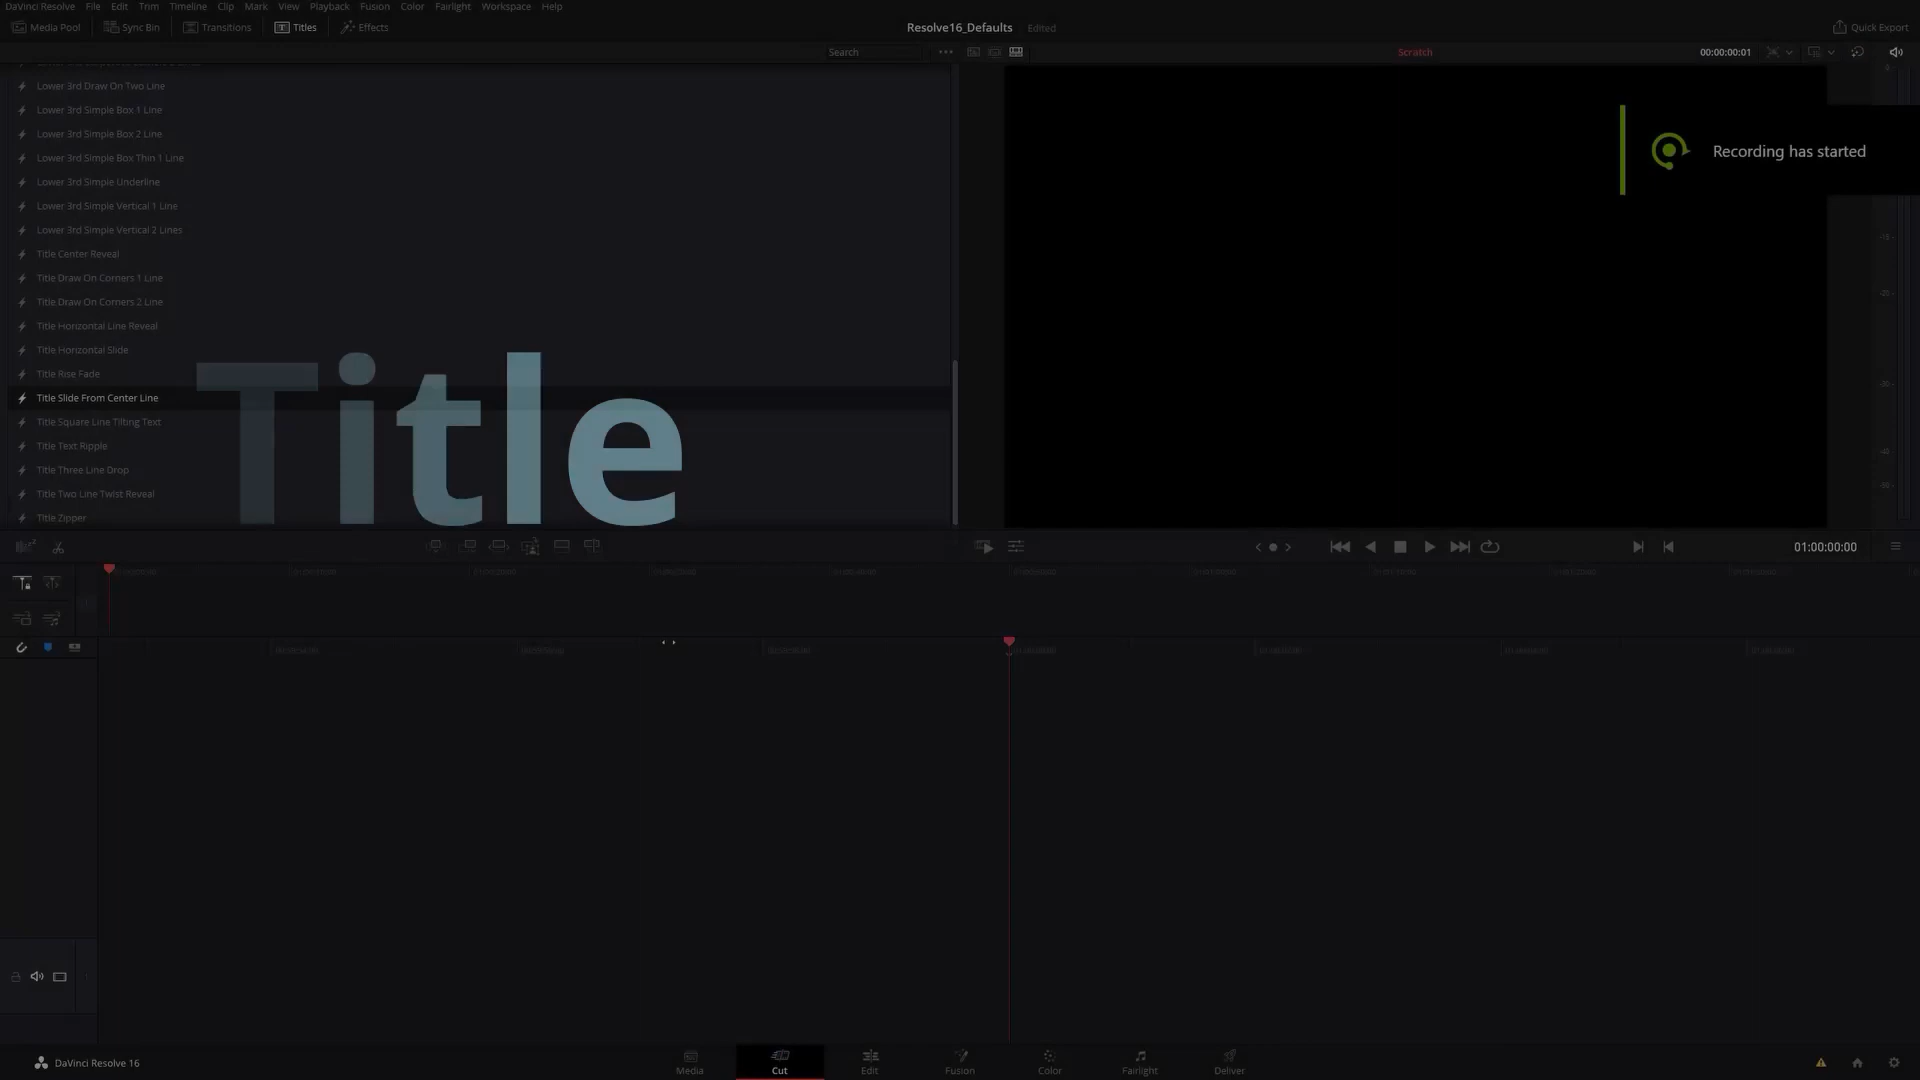 DaVinci Resolve File Edit Trim Timeline Clip Mark View Playback Fusion Color Fairlight Workspace Help
Media Pool Sync Bin Transitions Titles Effects Resolve16_Defaults Edited Quick Export
Search ••• Scratch 00:00:00:01
Lower 3rd Draw On Two Line
Lower 3rd Simple Box 1 Line
Lower 3rd Simple Box 2 Line
Recording has started
Lower 3rd Simple Box Thin 1 Line
Lower 3rd Simple Underline
Lower 3rd Simple Vertical 1 Line
Lower 3rd Simple Vertical 2 Lines
Title Center Reveal
Title Draw On Corners 1 Line
Title Draw On Corners 2 Line
Title Horizontal Line Reveal
Title Horizontal Slide
Title Rise Fade
Title Slide From Center Line
Title Square Line Tilting Text
Title Text Ripple
Title Three Line Drop
Title Two Line Twist Reveal
Title Zipper
Title
01:00:00:00
DaVinci Resolve 16
Media Cut Edit Fusion Color Fairlight Deliver